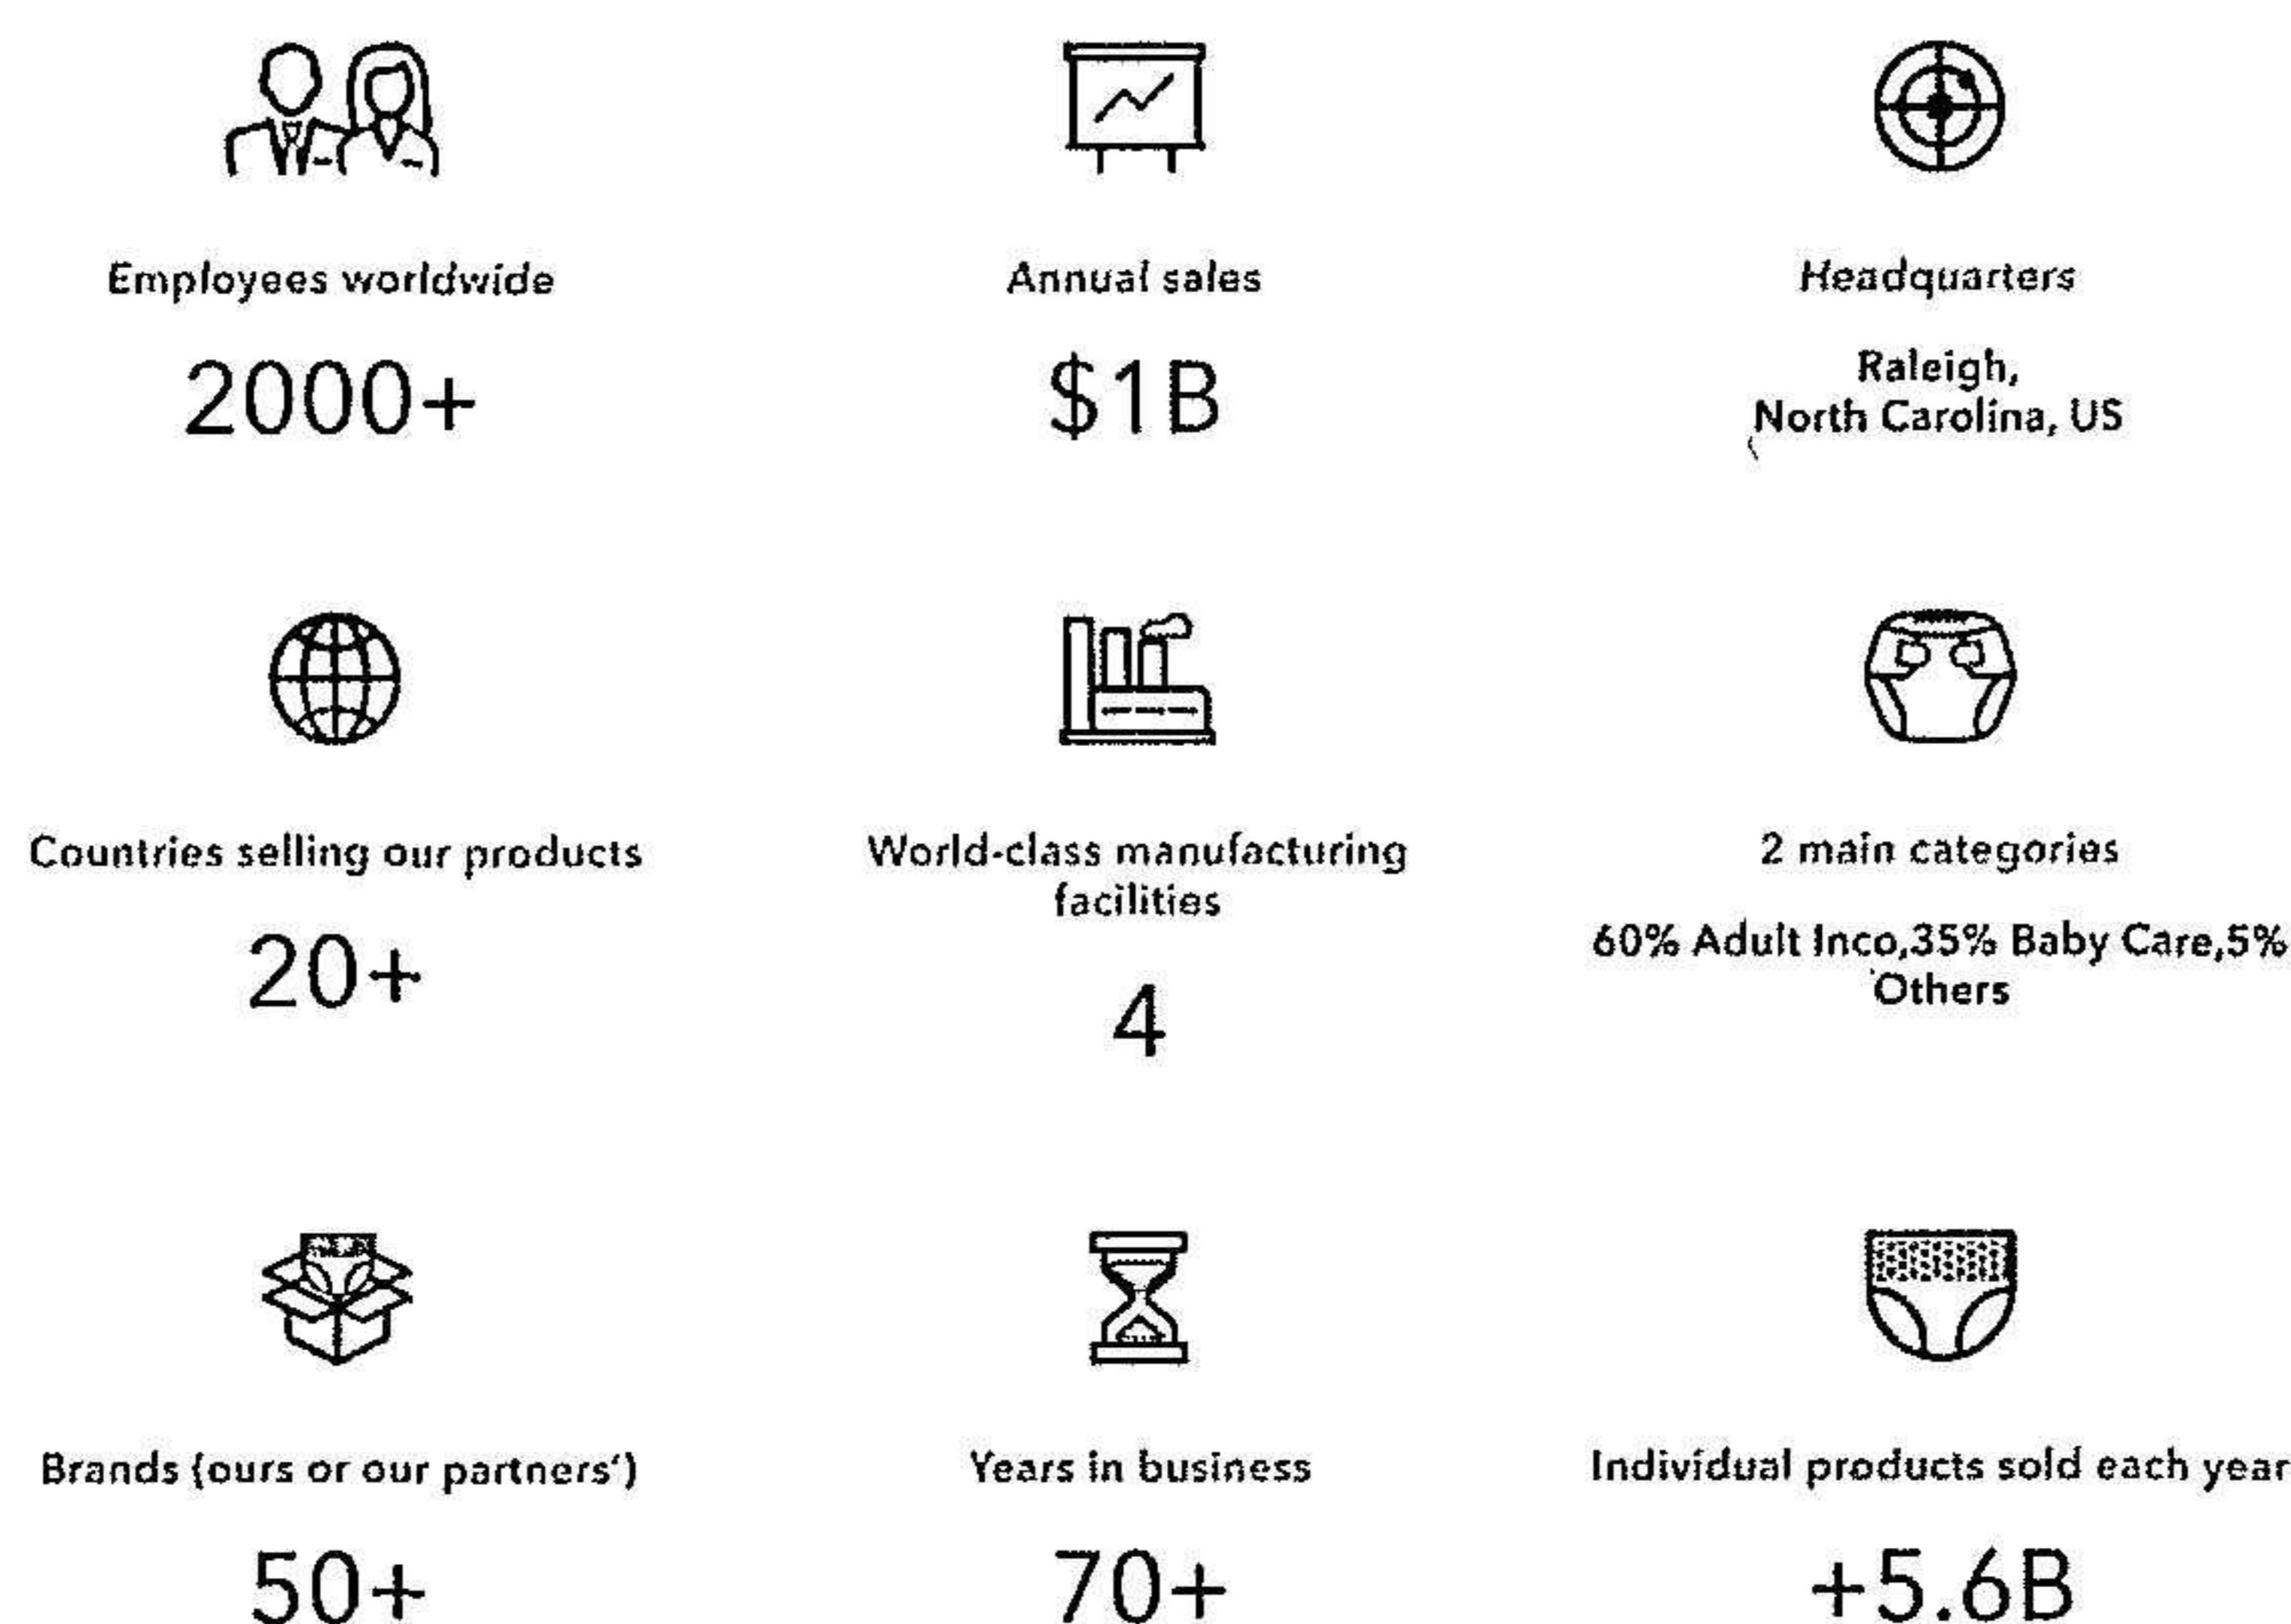 Employees worldwide
2000+
Annual sales
$1B
Headquarters
Raleigh,
North Carolina, US
Countries selling our products
20+
World-class manufacturing
facilities
4
2 main categories
60% Adult Inco,35% Baby Care,5%
Others
Brands (ours or our partners')
50+
Years in business
70+
Individual products sold each year
+5.6B